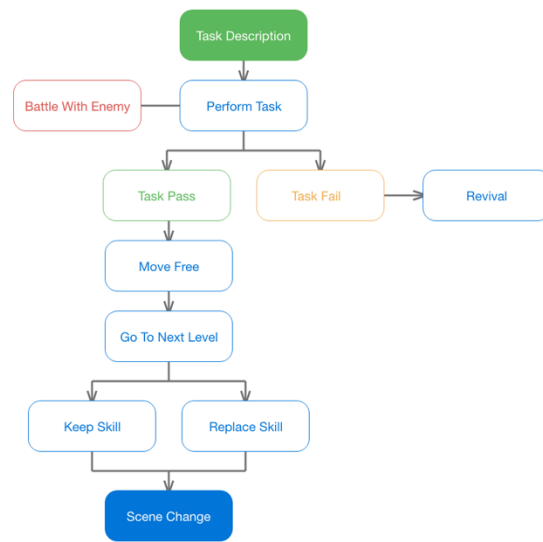 Task Description
Battle With Enemy
Perform Task
Task Pass
Task Fail
Revival
Move Free
Go To Next Level
Keep Skill
Replace Skill
Scene Change